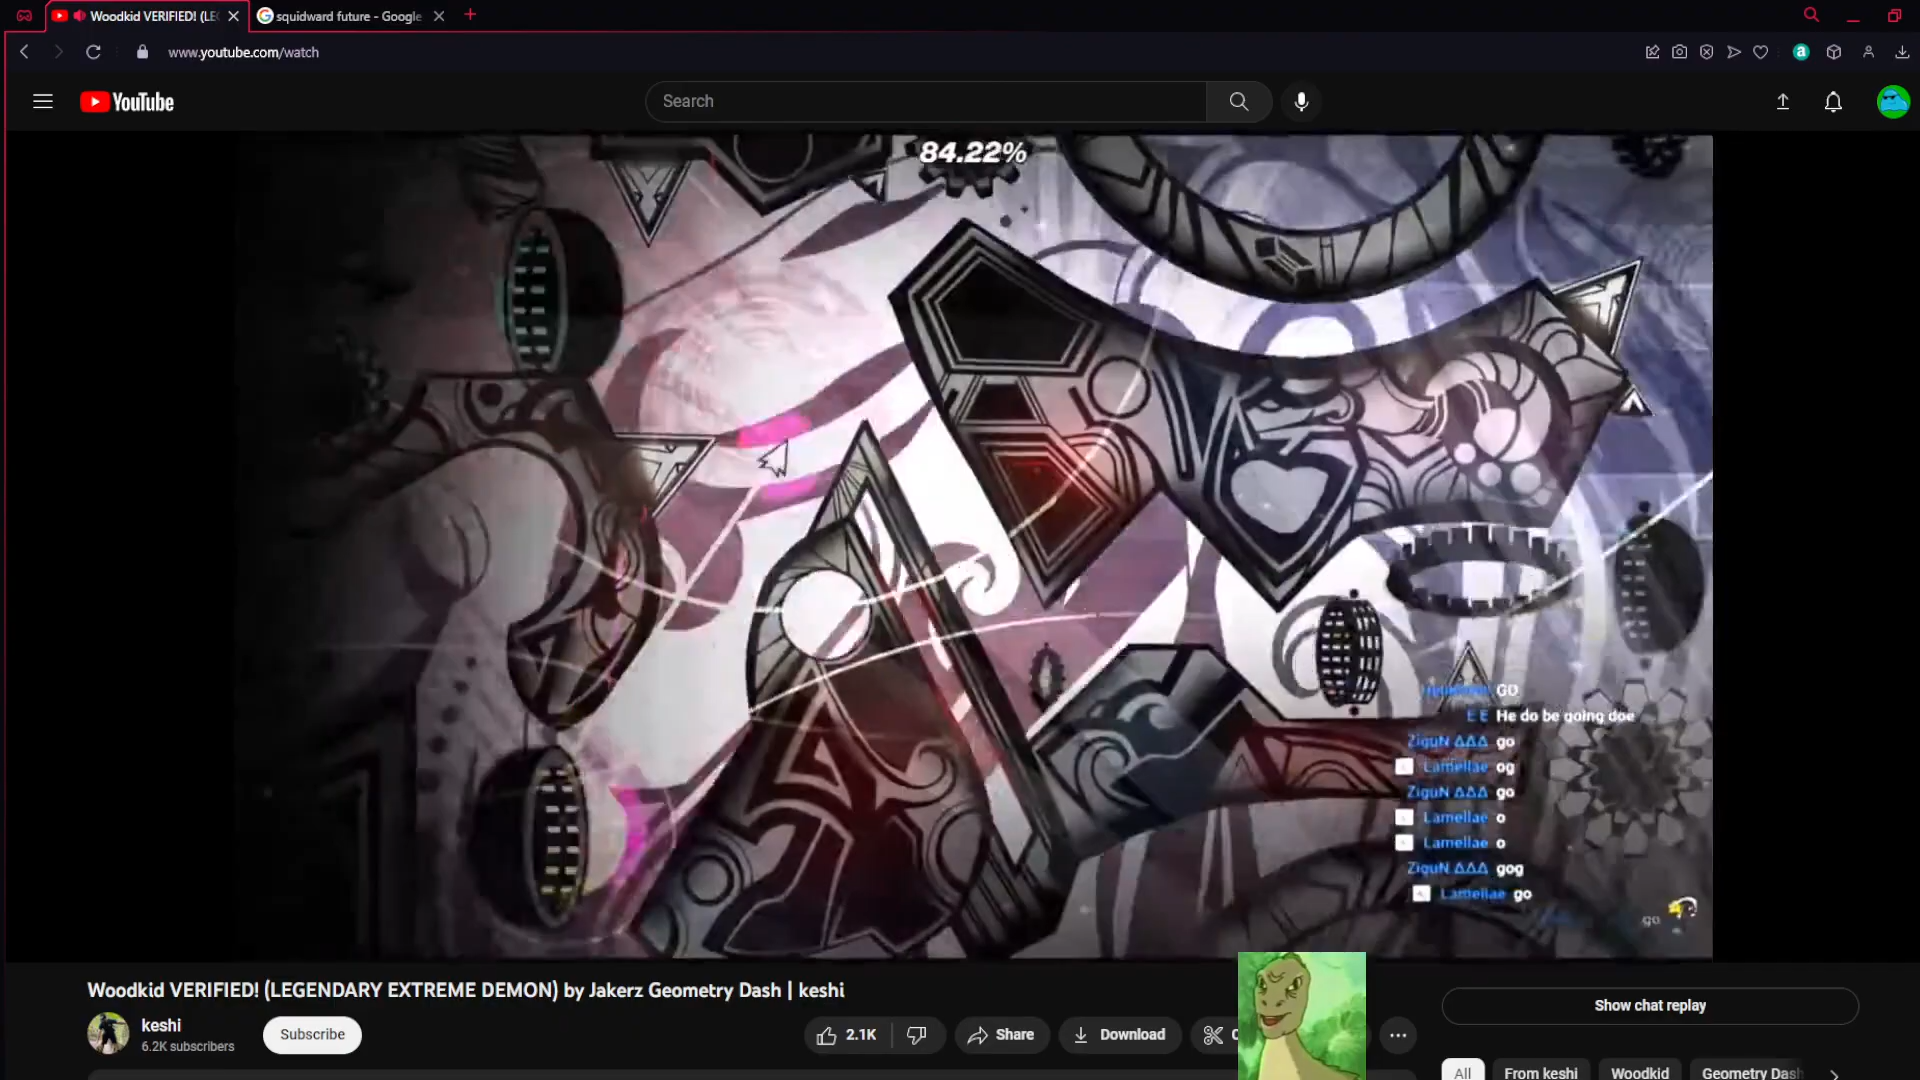 Woodkid VERIFIED! (LE
squidward future - Google
www.youtube.com/watch
YouTube
Search
84.22%
GO
E E He do be going doe
ZiguN ΔΔΔ go
Lamellae og
ZiguN ΔΔΔ go
Lamellae o
Lamellae o
ZiguN ΔΔΔ gog
Lamellae go
go
Woodkid VERIFIED! (LEGENDARY EXTREME DEMON) by Jakerz Geometry Dash | keshi
keshi
6.2K subscribers
Subscribe
2.1K
Share
Download
C
Show chat replay
All
From keshi
Woodkid
Geometry Dash